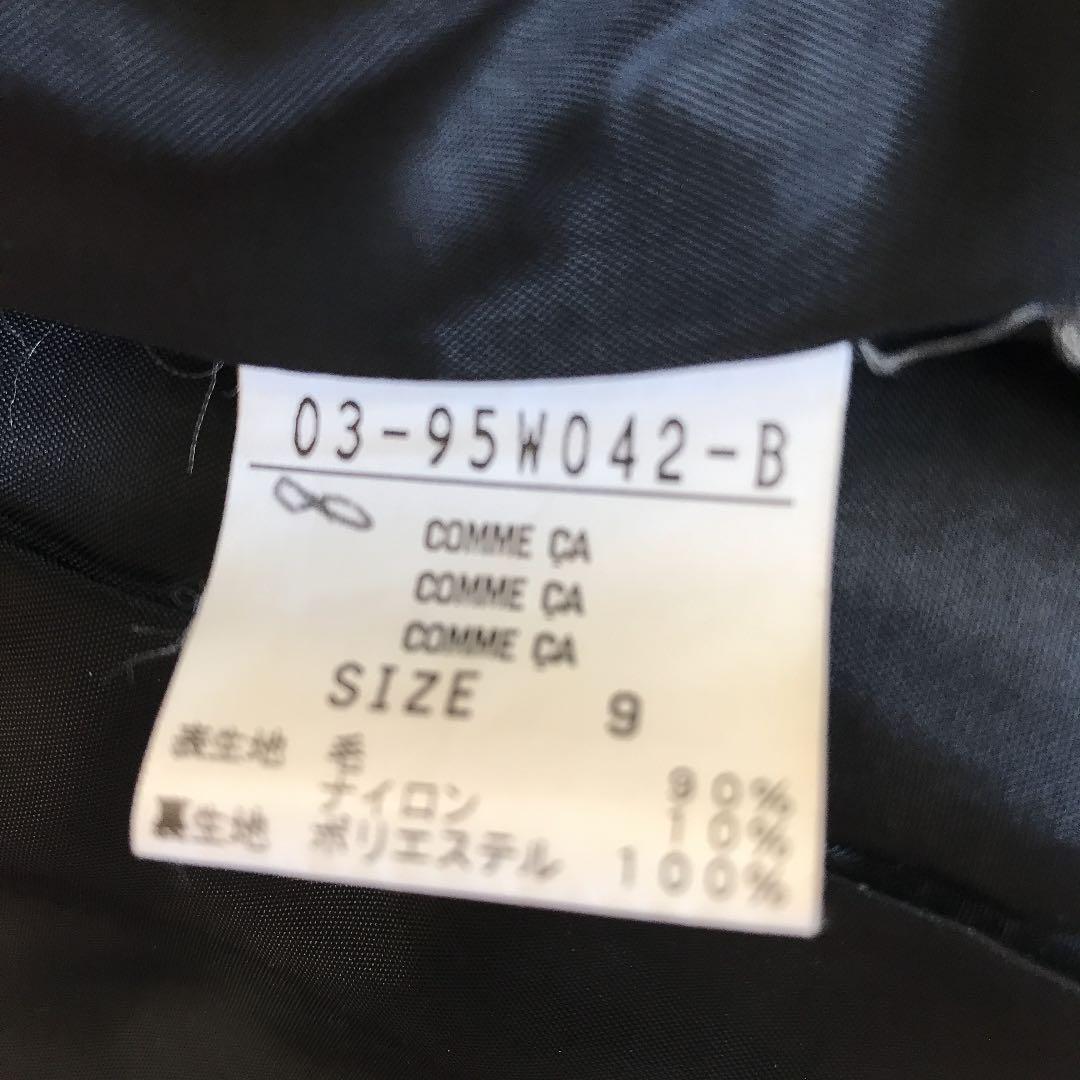 03-95W042-B
COMME ÇA
COMME ÇA
COMME ÇA
SIZE 9
表生地 毛 90%
ナイロン 10%
裏生地 ポリエステル 100%